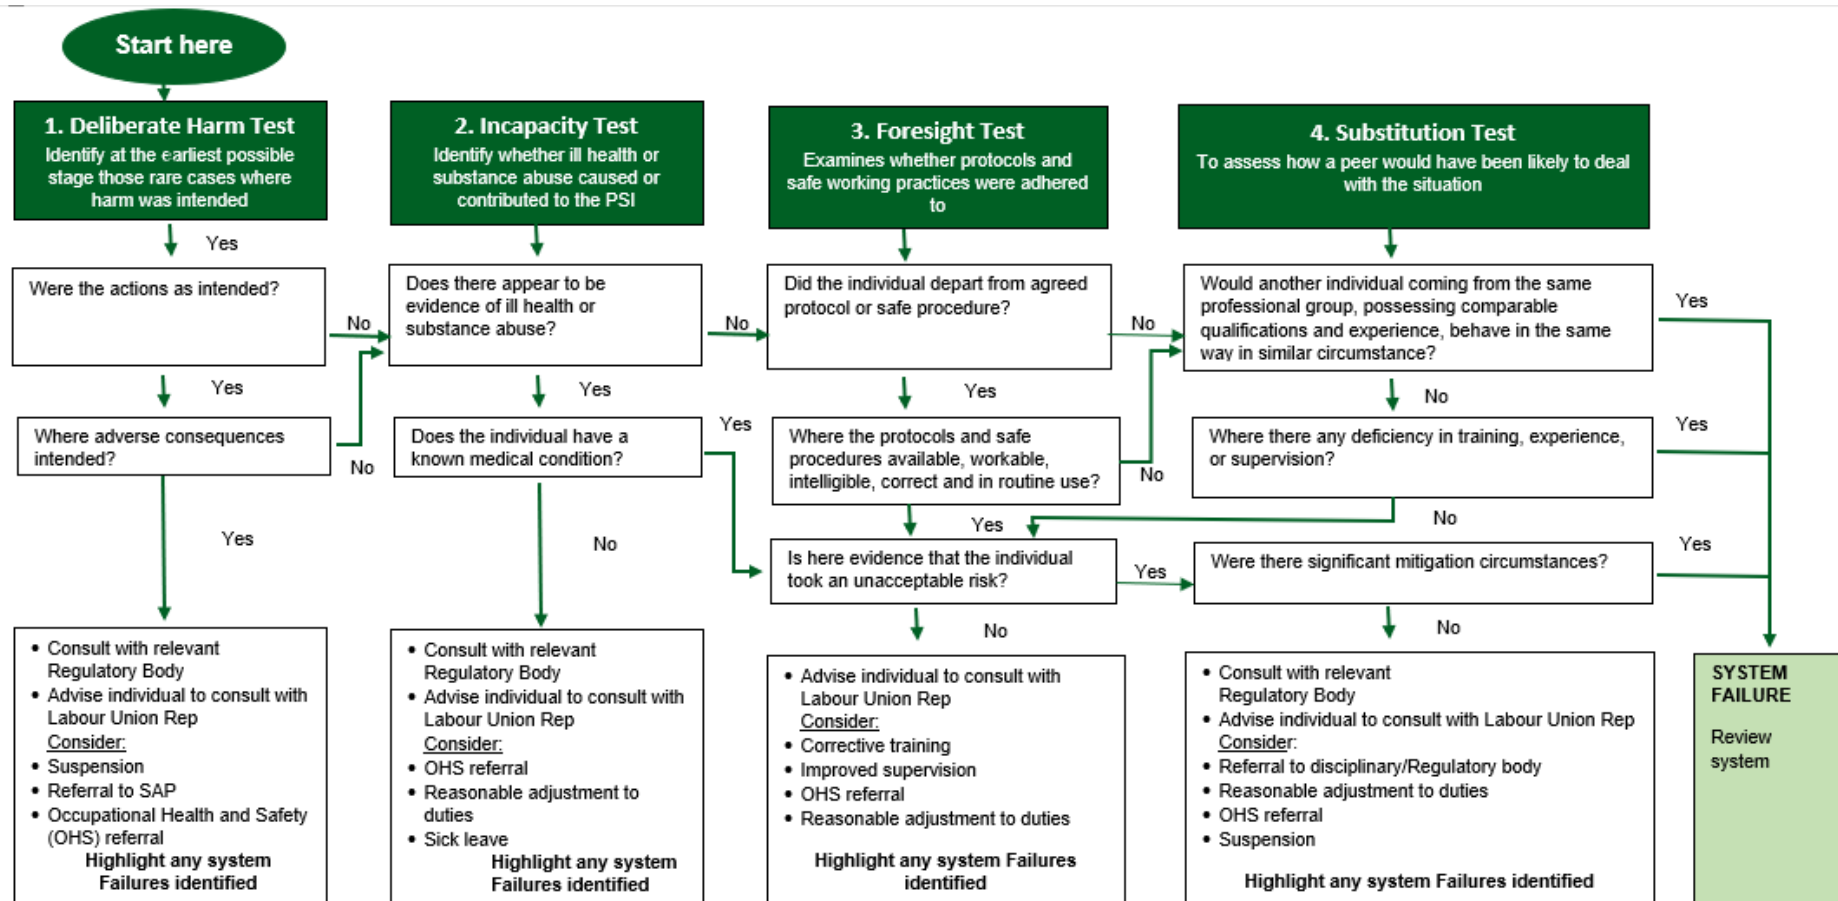 Start here
1. Deliberate Harm Test
Identify at the earliest possible
stage those rare cases where
harm was intended
Yes
Were the actions as intended?
No
Yes
Where adverse consequences
intended?
No
Yes
• Consult with relevant
Regulatory Body
• Advise individual to consult with
Labour Union Rep
Consider:
• Suspension
• Referral to SAP
• Occupational Health and Safety
(OHS) referral
Highlight any system
Failures identified
2. Incapacity Test
Identify whether ill health or
substance abuse caused or
contributed to the PSI
Does there appear to be
evidence of ill health or
substance abuse?
No
Yes
Does the individual have a
known medical condition?
Yes
No
• Consult with relevant
Regulatory Body
• Advise individual to consult with
Labour Union Rep
Consider:
• OHS referral
• Reasonable adjustment to
duties
• Sick leave
Highlight any system
Failures identified
3. Foresight Test
Examines whether protocols and
safe working practices were adhered
to
Did the individual depart from agreed
protocol or safe procedure?
No
Yes
Where the protocols and safe
procedures available, workable,
intelligible, correct and in routine use?
No
Yes
Is here evidence that the individual
took an unacceptable risk?
Yes
No
• Advise individual to consult with
Labour Union Rep
Consider:
• Corrective training
• Improved supervision
• OHS referral
• Reasonable adjustment to duties
Highlight any system Failures
identified
4. Substitution Test
To assess how a peer would have been likely to deal
with the situation
Would another individual coming from the same
professional group, possessing comparable
qualifications and experience, behave in the same
way in similar circumstance?
Yes
No
Where there any deficiency in training, experience,
or supervision?
Yes
No
Were there significant mitigation circumstances?
Yes
No
• Consult with relevant
Regulatory Body
• Advise individual to consult with Labour Union Rep
Consider:
• Referral to disciplinary/Regulatory body
• Reasonable adjustment to duties
• OHS referral
• Suspension
Highlight any system Failures identified
SYSTEM
FAILURE
Review
system